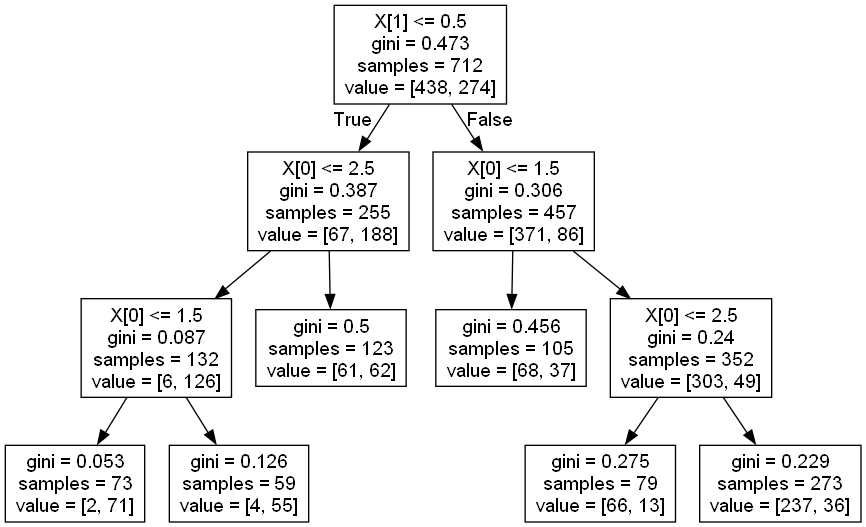 X[1] <= 0.5
gini = 0.473
samples = 712
value = [438, 274]
True
False
X[0] <= 2.5
gini = 0.387
samples = 255
value = [67, 188]
X[0] <= 1.5
gini = 0.306
samples = 457
value = [371, 86]
X[0] <= 1.5
gini = 0.087
samples = 132
value = [6, 126]
gini = 0.5
samples = 123
value = [61, 62]
gini = 0.456
samples = 105
value = [68, 37]
X[0] <= 2.5
gini = 0.24
samples = 352
value = [303, 49]
gini = 0.053
samples = 73
value = [2, 71]
gini = 0.126
samples = 59
value = [4, 55]
gini = 0.275
samples = 79
value = [66, 13]
gini = 0.229
samples = 273
value = [237, 36]